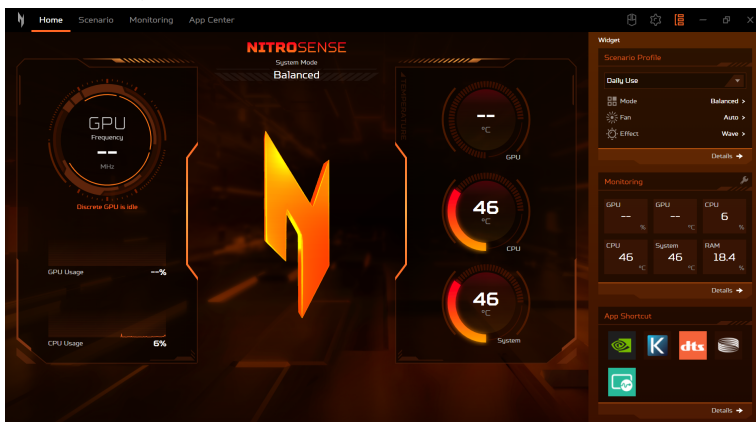 Home Scenario Monitoring App Center
NITROSENSE
System Mode
Balanced
GPU
Frequency
--
MHz
Discrete GPU is idle
GPU Usage --%
CPU Usage 6%
TEMPERATURE
--
°C
GPU
46
°C
CPU
46
°C
System
Widget
Scenario Profile
Daily Use
Mode Balanced >
Fan Auto >
Effect Wave >
Details →
Monitoring
GPU GPU CPU
-- -- 6
% °C %
CPU System RAM
46 46 18.4
°C °C %
Details →
App Shortcut
K dts
Details →